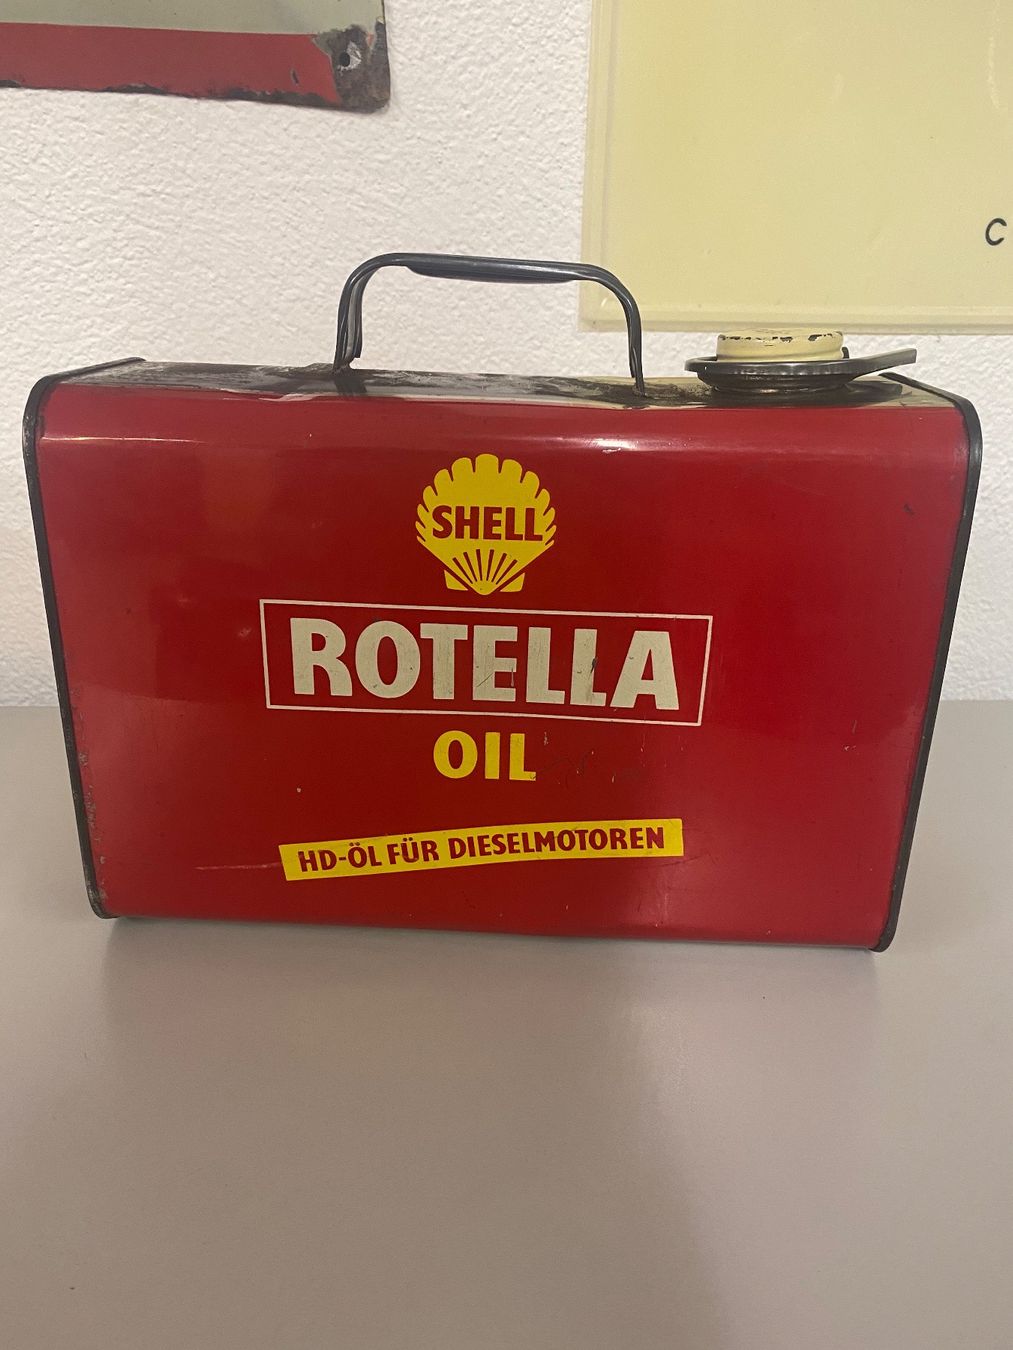 C
SHELL
ROTELLA
OIL
HD-ÖL FÜR DIESELMOTOREN